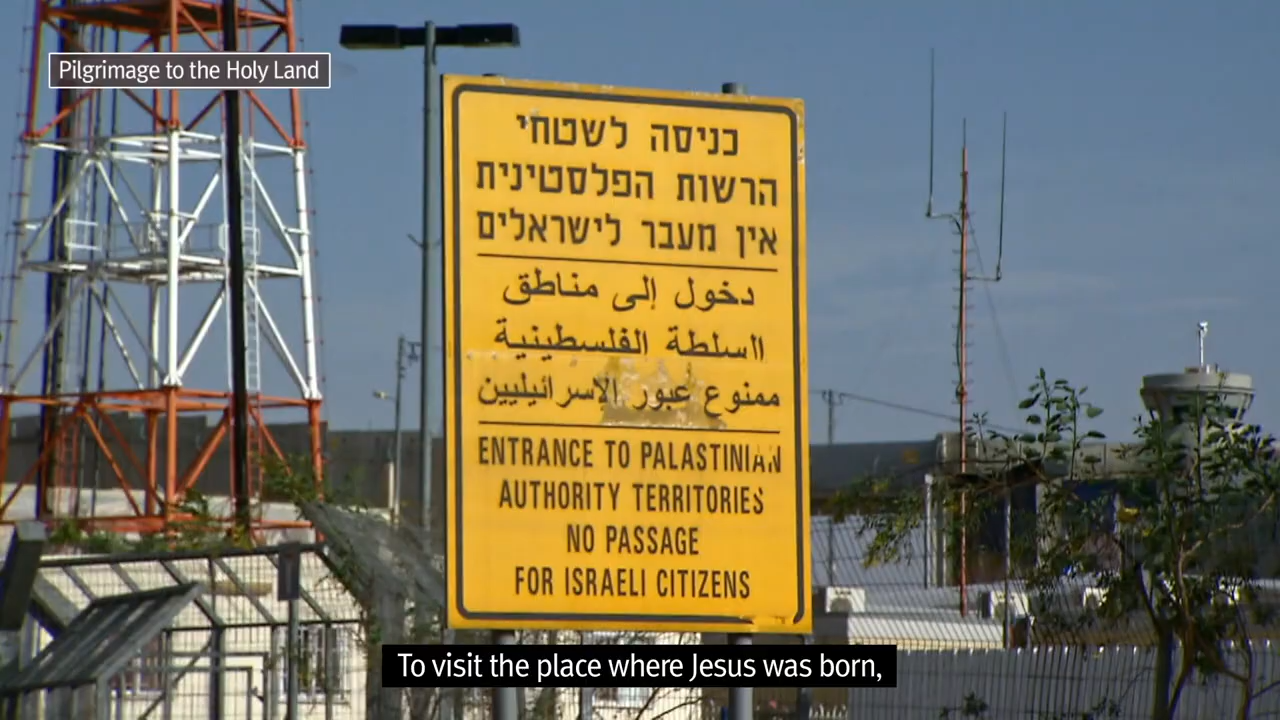 Pilgrimage to the Holy Land
כניסה לשטחי
הרשות הפלסטינית
אין מעבר לישראלים
دخول إلى مناطق
السلطة الفلسطينية
ممنوع عبور الاسرائيليين
ENTRANCE TO PALASTINIAN
AUTHORITY TERRITORIES
NO PASSAGE
FOR ISRAELI CITIZENS
To visit the place where Jesus was born,